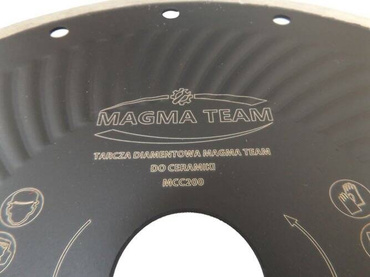 MAGMA TEAM
TARCZA DIAMENTOWA MAGMA TEAM
DO CERAMIKI
MCC200